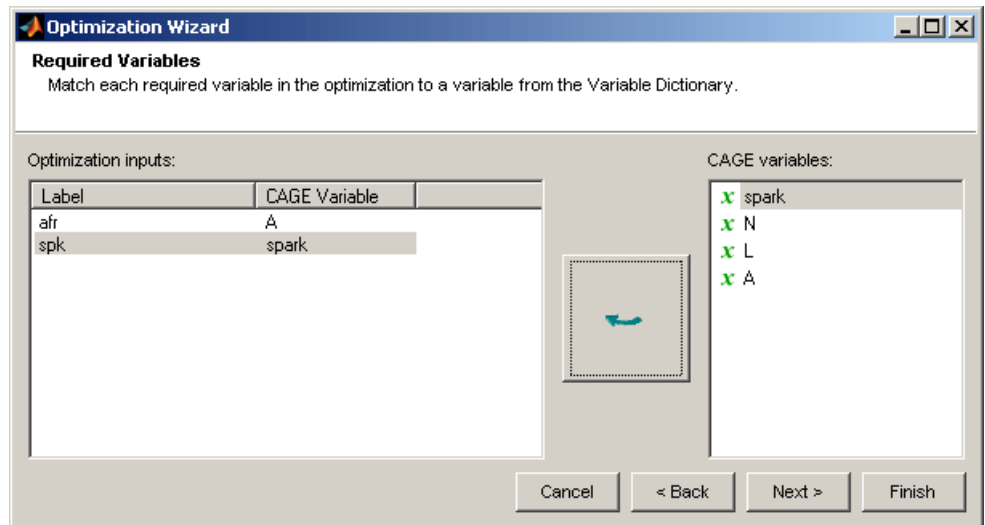 Optimization Wizard
Required Variables
Match each required variable in the optimization to a variable from the Variable Dictionary.
Optimization inputs:
CAGE variables:
Label CAGE Variable
afr A
spk spark
x spark
x N
x L
x A
Cancel < Back Next > Finish